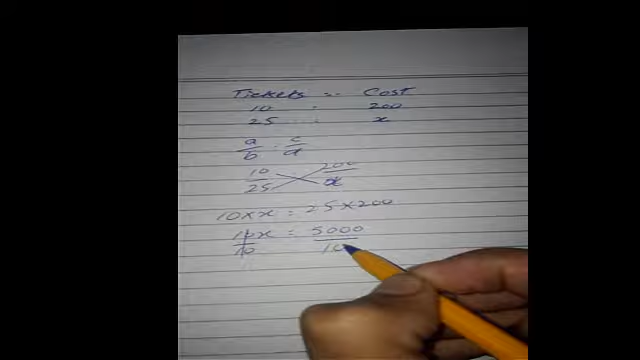 Tickets :- Cost
10 : 200
25 : x
a/b : c/d
10/25 200/x
10 × x = 25 × 200
10x/10 = 5000/10